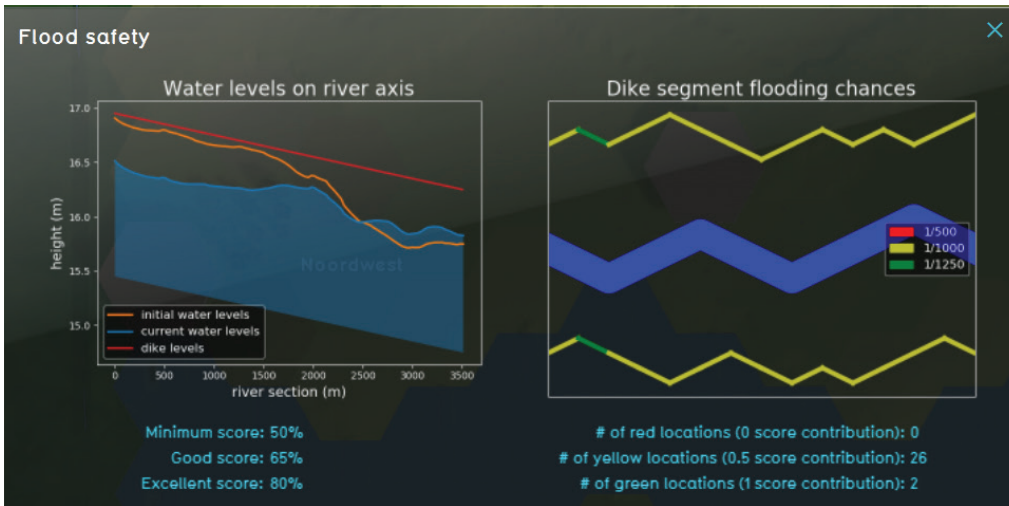 Flood safety
Water levels on river axis
17.0
16.5
16.0
15.5
15.0
height (m)
Noordwest
initial water levels
current water levels
dike levels
0 500 1000 1500 2000 2500 3000 3500
river section (m)
Minimum score: 50%
Good score: 65%
Excellent score: 80%
Dike segment flooding chances
1/500
1/1000
1/1250
# of red locations (0 score contribution): 0
# of yellow locations (0.5 score contribution): 26
# of green locations (1 score contribution): 2